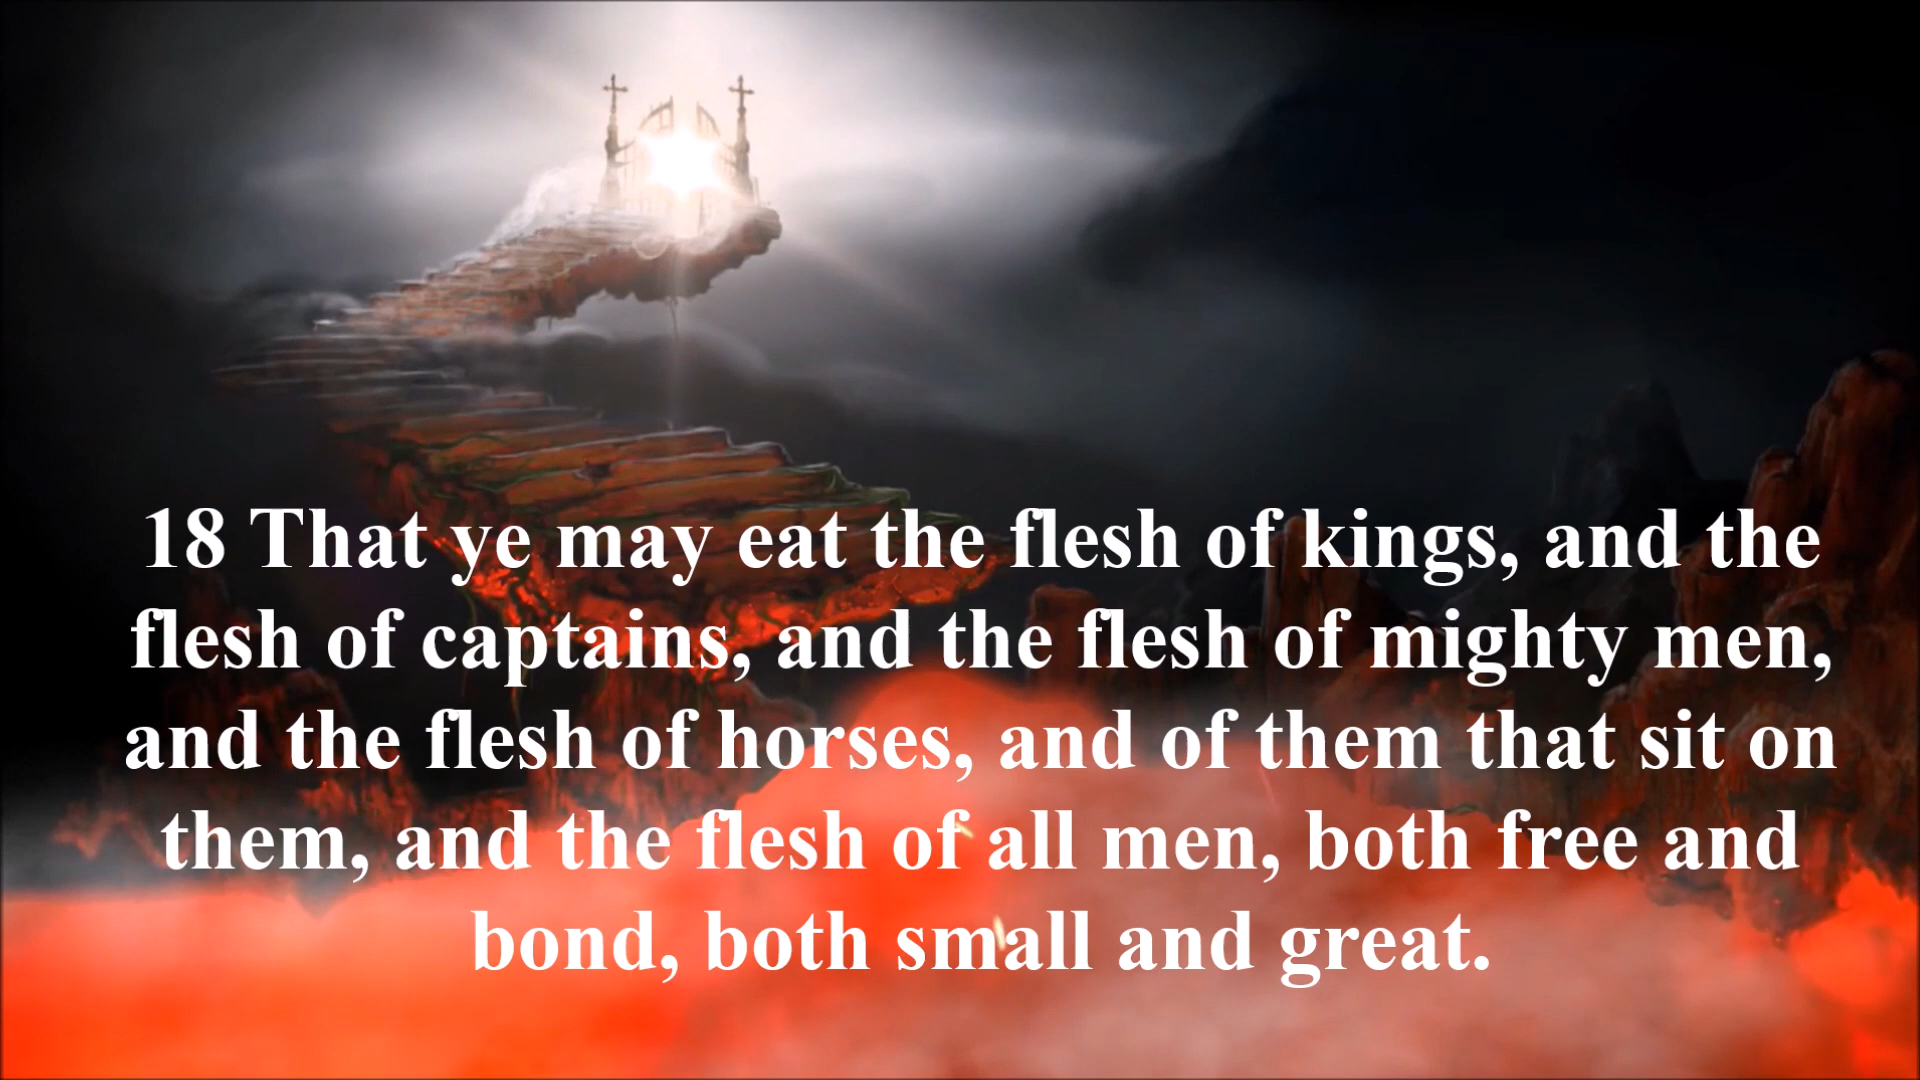 18 That ye may eat the flesh of kings, and the
flesh of captains, and the flesh of mighty men,
and the flesh of horses, and of them that sit on
them, and the flesh of all men, both free and
bond, both small and great.